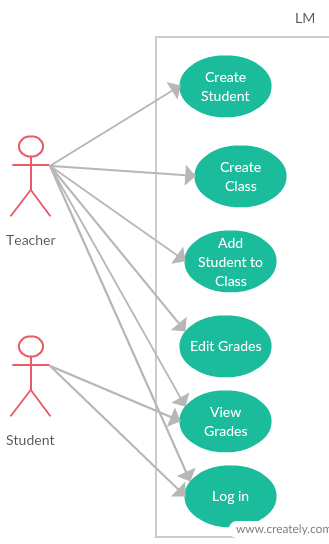 LM
Create
Student
Create
Class
Teacher
Add
Student to
Class
Edit Grades
View
Grades
Student
Log in
www.creately.com